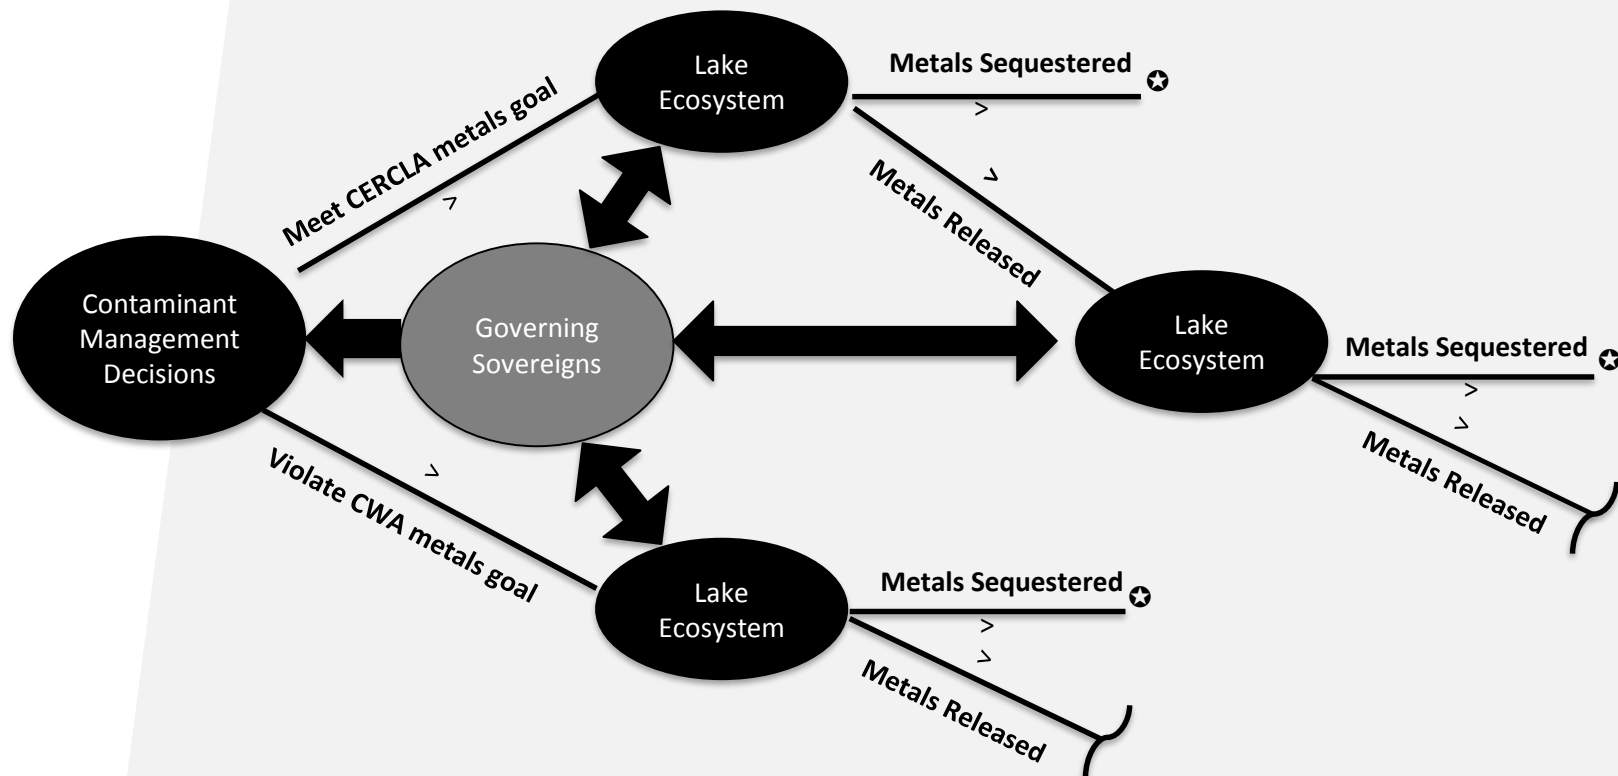 Lake
Ecosystem
Metals Sequestered ✪
>
Meet CERCLA metals goal
>
>
Metals Released
Contaminant
Management
Decisions
Governing
Sovereigns
Lake
Ecosystem
Metals Sequestered ✪
>
>
Metals Released
Violate CWA metals goal
>
Lake
Ecosystem
Metals Sequestered ✪
>
>
Metals Released